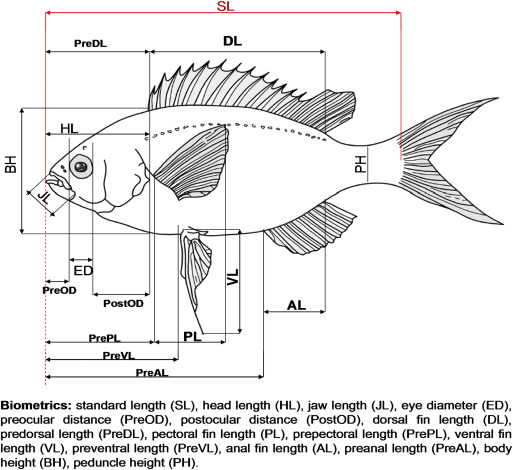 SL
PreDL
DL
HL
BH
PH
JL
ED
PreOD
PostOD
VL
AL
PrePL
PL
PreVL
PreAL
Biometrics: standard length (SL), head length (HL), jaw length (JL), eye diameter (ED),
preocular distance (PreOD), postocular distance (PostOD), dorsal fin length (DL),
predorsal length (PreDL), pectoral fin length (PL), prepectoral length (PrePL), ventral fin
length (VL), preventral length (PreVL), anal fin length (AL), preanal length (PreAL), body
height (BH), peduncle height (PH).